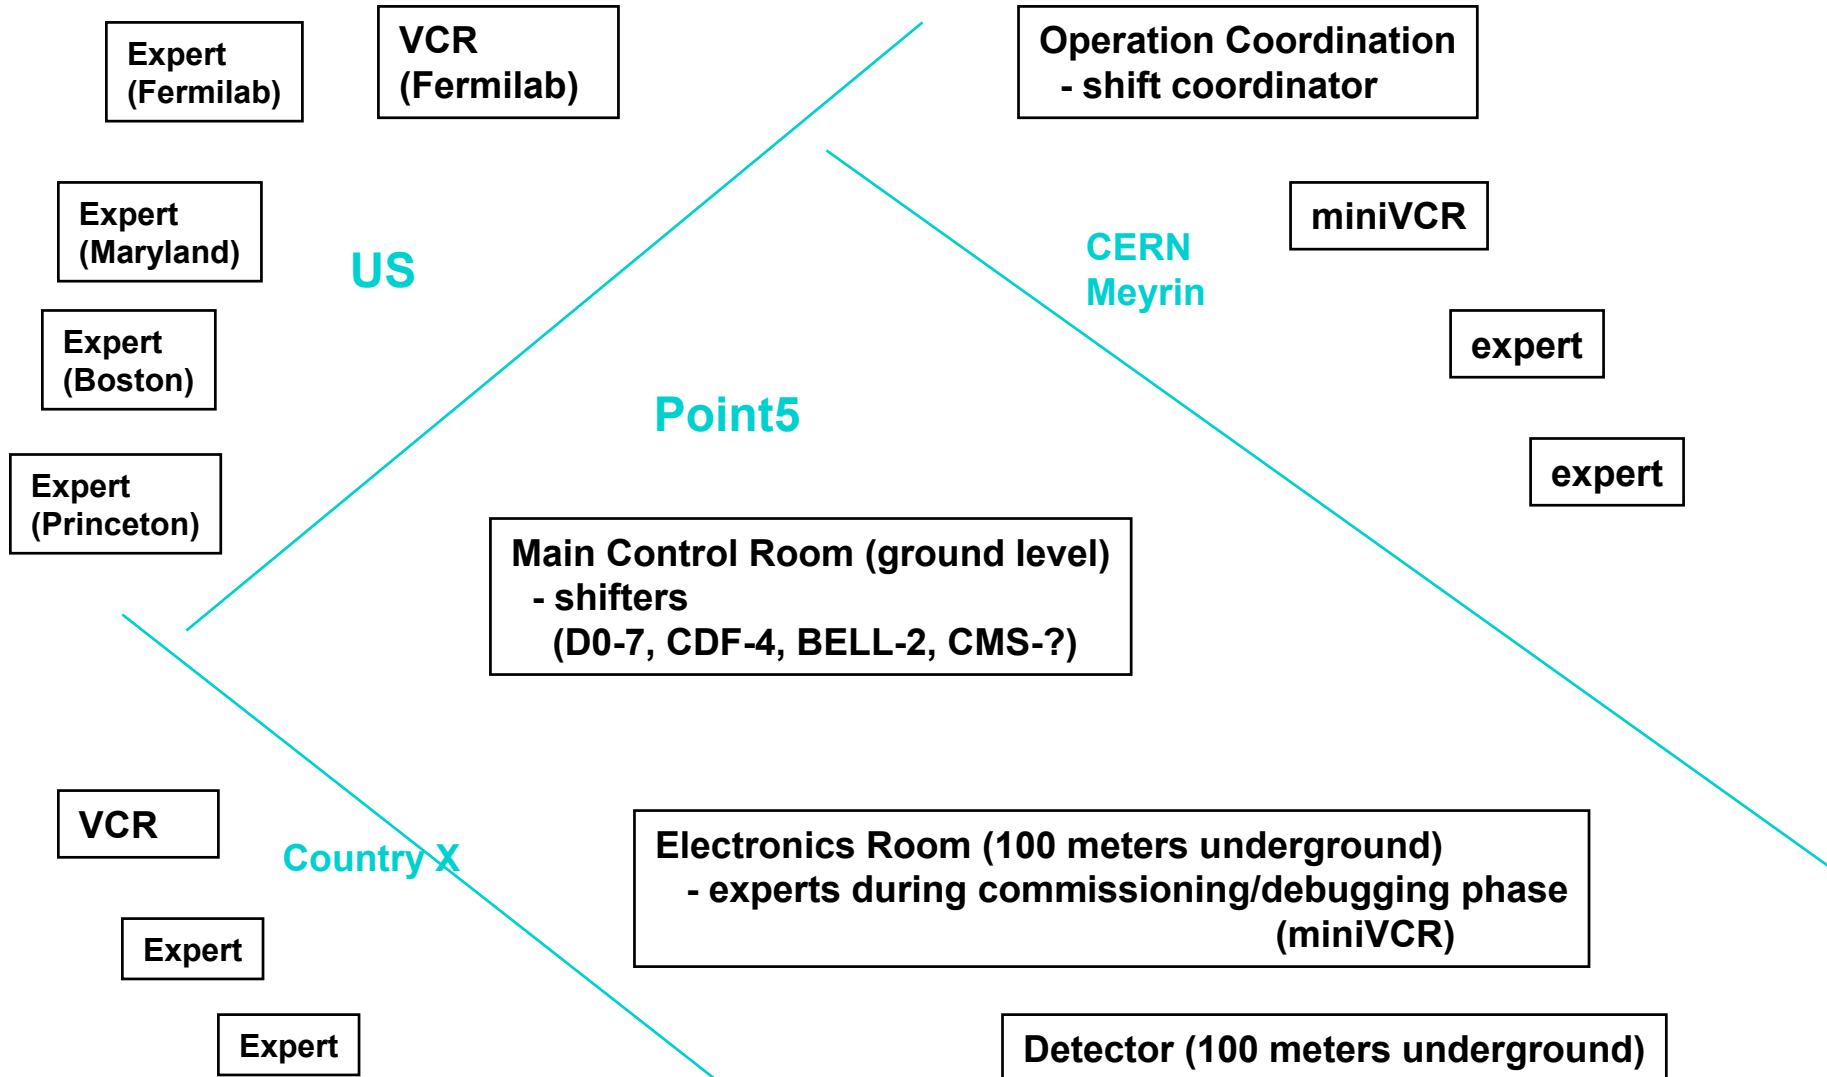 Expert
(Fermilab)
VCR
(Fermilab)
Operation Coordination
- shift coordinator
Expert
(Maryland)
US
CERN
Meyrin
miniVCR
Expert
(Boston)
expert
Point5
expert
Expert
(Princeton)
Main Control Room (ground level)
- shifters
(D0-7, CDF-4, BELL-2, CMS-?)
VCR
Country X
Electronics Room (100 meters underground)
- experts during commissioning/debugging phase
(miniVCR)
Expert
Expert
Detector (100 meters underground)